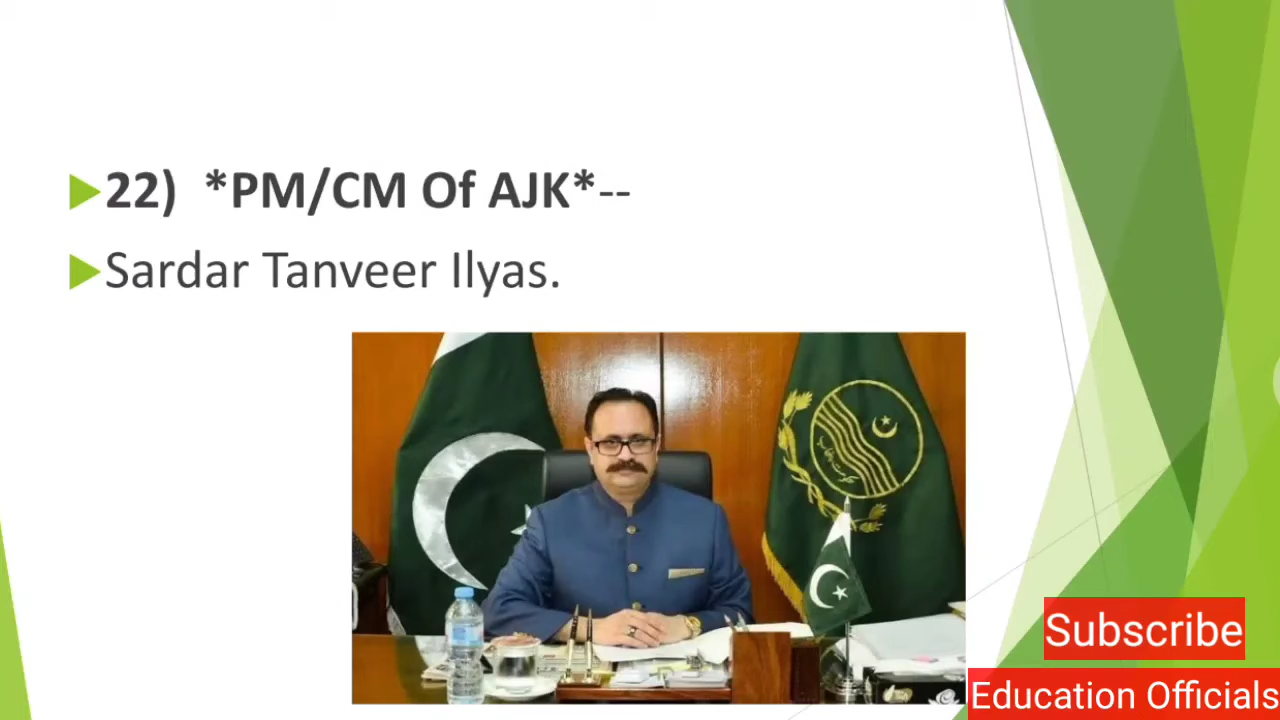 22) *PM/CM Of AJK*--
Sardar Tanveer Ilyas.
Subscribe
Education Officials